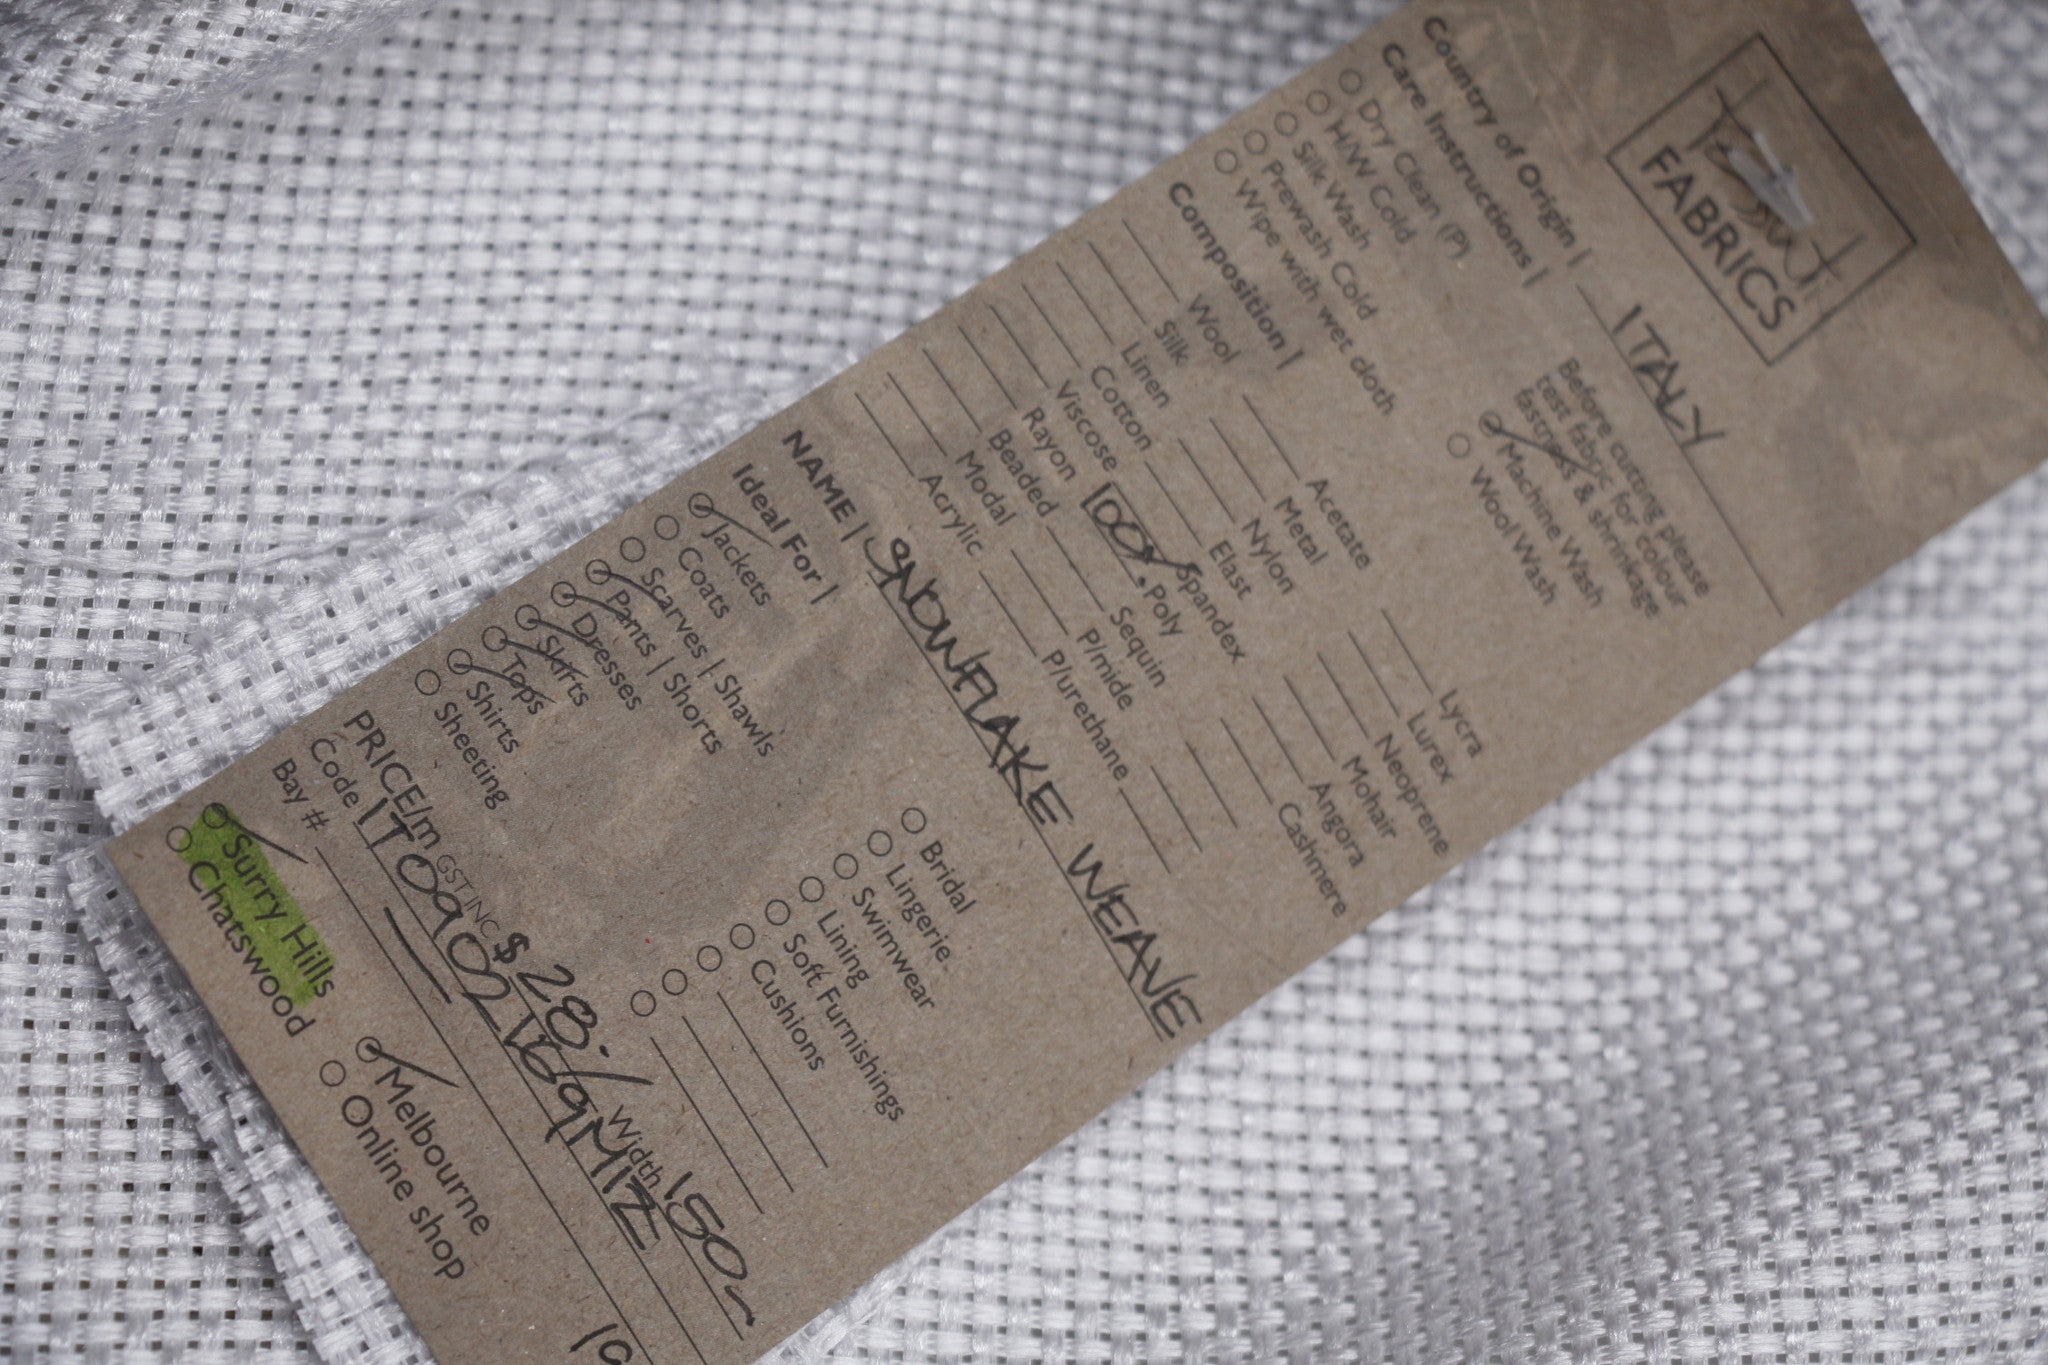 FABRICS
Country of Origin | ITALY
Care Instructions |
Before cutting please
test fabric for colour
fastness & shrinkage
Dry Clean (P)
H/W Cold
Silk Wash
Prewash Cold
Wipe with wet cloth
Machine Wash
Wool Wash
Composition |
Wool
Silk
Linen
Cotton
Viscose
Rayon
Beaded
Modal
Acrylic
Acetate
Metal
Nylon
Elast
Spandex
100% Poly
Sequin
P/mide
P/urethane
Lycra
Lurex
Neoprene
Mohair
Angora
Cashmere
NAME | SNOWFLAKE WEAVE
Ideal For |
Jackets
Coats
Scarves | Shawls
Pants | Shorts
Dresses
Skirts
Tops
Shirts
Sheeting
Bridal
Lingerie
Swimwear
Lining
Soft Furnishings
Cushions
PRICE/m GST INC $28.- Width 150
Code
Bay #
Surry Hills
Chatswood
Melbourne
Online shop